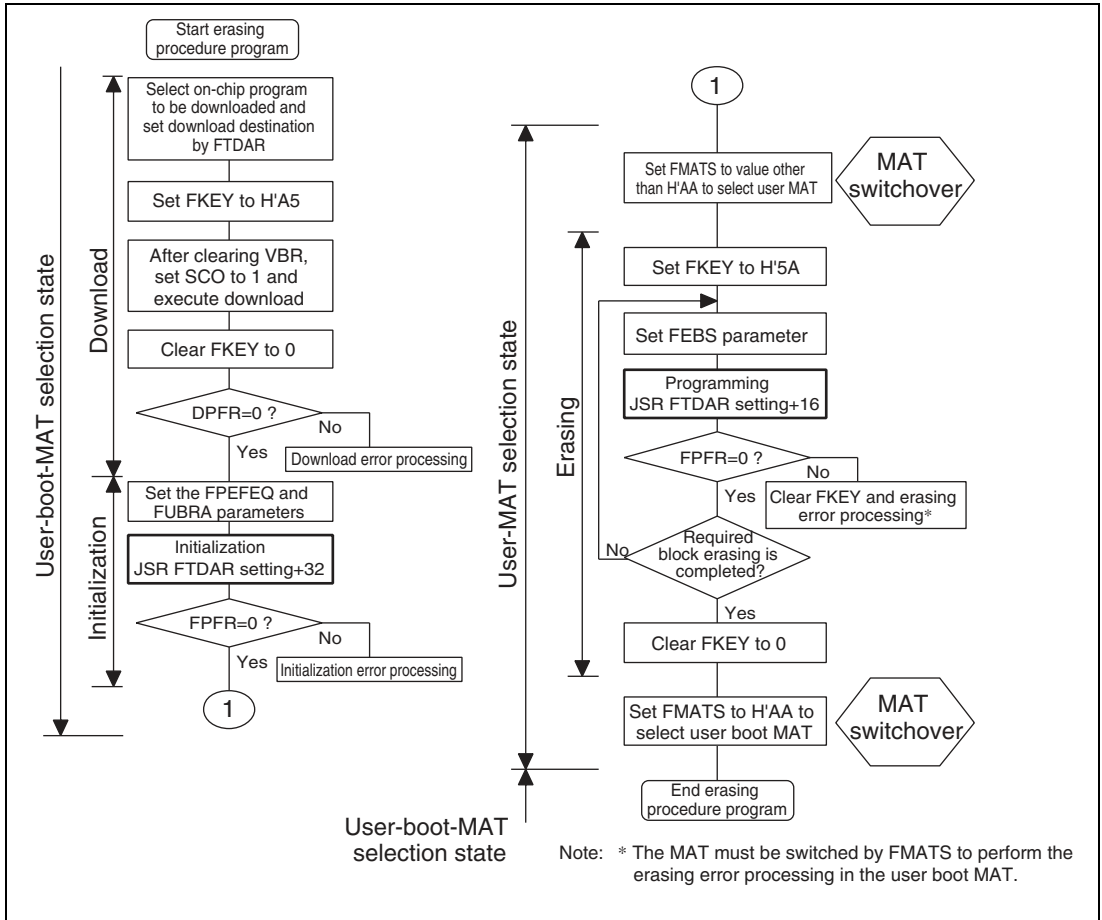 Start erasing
procedure program
Select on-chip program
to be downloaded and
set download destination
by FTDAR
Set FKEY to H'A5
After clearing VBR,
set SCO to 1 and
execute download
Clear FKEY to 0
DPFR=0 ?
No
Yes
Download error processing
Set the FPEFEQ and
FUBRA parameters
Initialization
JSR FTDAR setting+32
FPFR=0 ?
No
Yes
Initialization error processing
1
Download
Initialization
User-boot-MAT selection state
1
Set FMATS to value other
than H'AA to select user MAT
MAT
switchover
Set FKEY to H'5A
Set FEBS parameter
Programming
JSR FTDAR setting+16
FPFR=0 ?
No
Yes
Clear FKEY and erasing
error processing*
Required
block erasing is
completed?
No
Yes
Clear FKEY to 0
Set FMATS to H'AA to
select user boot MAT
MAT
switchover
End erasing
procedure program
Erasing
User-MAT selection state
User-boot-MAT
selection state
Note: * The MAT must be switched by FMATS to perform the
erasing error processing in the user boot MAT.